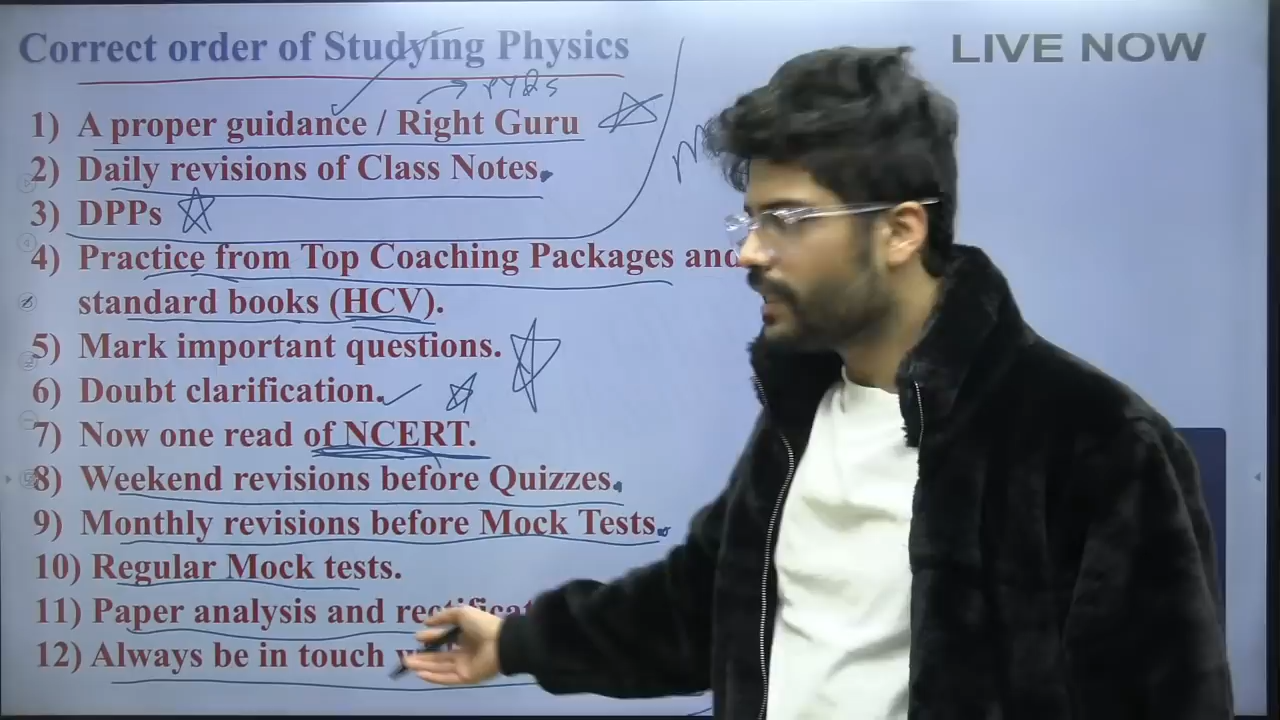 Correct order of Studying Physics
LIVE NOW
PYQs
1) A proper guidance / Right Guru
2) Daily revisions of Class Notes.
3) DPPs
4) Practice from Top Coaching Packages and
standard books (HCV).
5) Mark important questions.
6) Doubt clarification.
7) Now one read of NCERT.
8) Weekend revisions before Quizzes.
9) Monthly revisions before Mock Tests.
10) Regular Mock tests.
11) Paper analysis and
12) Always be in touch